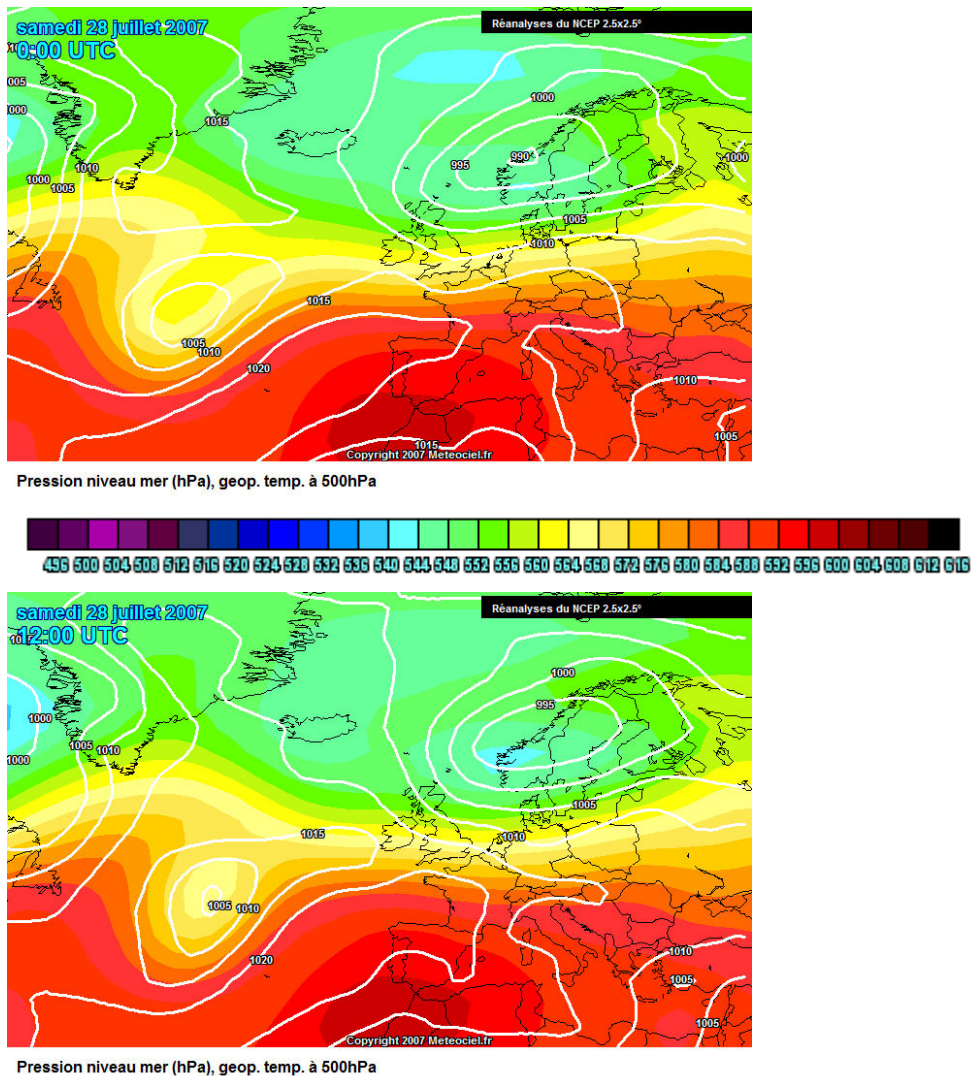 samedi 28 juillet 2007
0:00 UTC
Réanalyses du NCEP 2.5x2.5°
1000
1015
995
990
1000
1010
1000
1005
1005
1010
1015
1005
1010
1020
1010
1015
1005
Copyright 2007 Meteociel.fr
Pression niveau mer (hPa), geop. temp. à 500hPa
496 500 504 508 512 516 520 524 528 532 536 540 544 548 552 556 560 564 568 572 576 580 584 588 592 596 600 604 608 612 616
samedi 28 juillet 2007
12:00 UTC
Réanalyses du NCEP 2.5x2.5°
1000
1000
995
1005
1010
1000
1005
1015
1010
1005
1010
1020
1010
1005
1005
Copyright 2007 Meteociel.fr
Pression niveau mer (hPa), geop. temp. à 500hPa